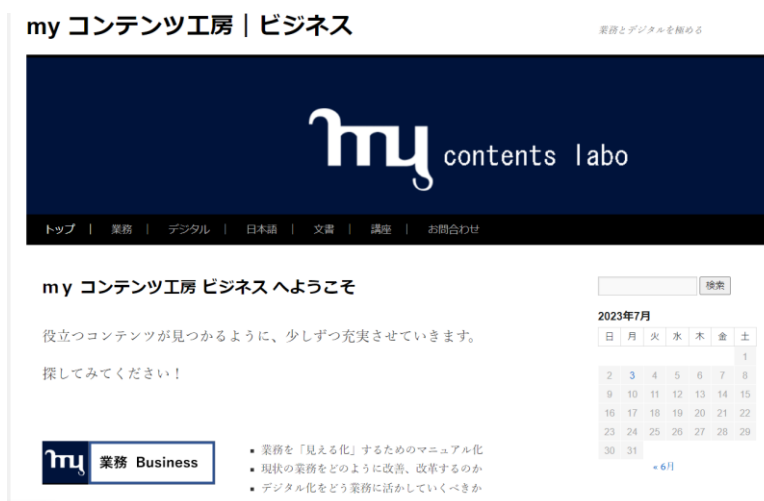 my コンテンツ工房｜ビジネス
業務とデジタルを極める
my contents labo
トップ | 業務 | デジタル | 日本語 | 文書 | 講座 | お問合わせ
ｍｙ コンテンツ工房 ビジネス へようこそ
役立つコンテンツが見つかるように、少しずつ充実させていきます。
探してみてください！
my 業務 Business
▪ 業務を「見える化」するためのマニュアル化
▪ 現状の業務をどのように改善、改革するのか
▪ デジタル化をどう業務に活かしていくべきか
検索
2023年7月
日 月 火 水 木 金 土
1
2 3 4 5 6 7 8
9 10 11 12 13 14 15
16 17 18 19 20 21 22
23 24 25 26 27 28 29
30 31
« 6月